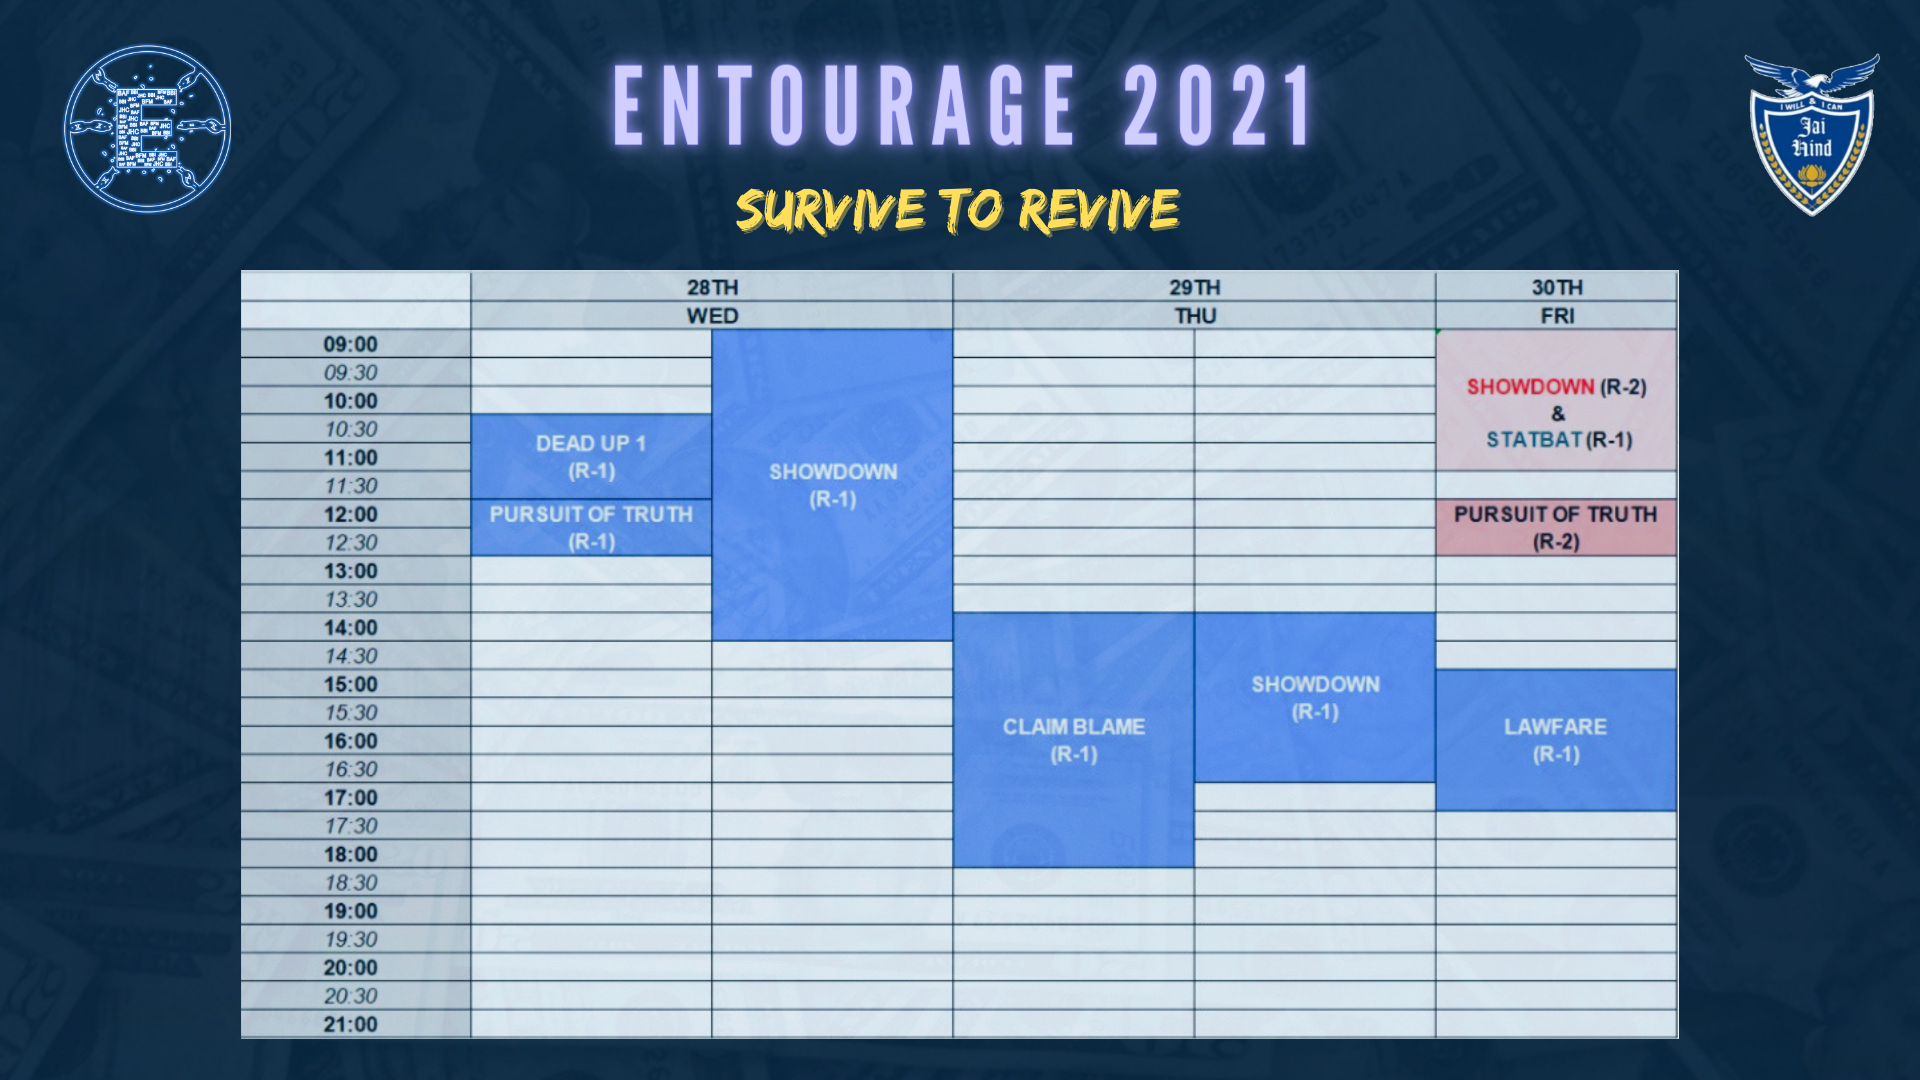 ENTOURAGE 2021
I WILL & I CAN
Jai
Hind
SURVIVE TO REVIVE
28TH 29TH 30TH
WED THU FRI
09:00
09:30
10:00
10:30
11:00
11:30
12:00
12:30
13:00
13:30
14:00
14:30
15:00
15:30
16:00
16:30
17:00
17:30
18:00
18:30
19:00
19:30
20:00
20:30
21:00
DEAD UP 1
(R-1)
PURSUIT OF TRUTH
(R-1)
SHOWDOWN
(R-1)
CLAIM BLAME
(R-1)
SHOWDOWN
(R-1)
SHOWDOWN (R-2)
&
STATBAT (R-1)
PURSUIT OF TRUTH
(R-2)
LAWFARE
(R-1)